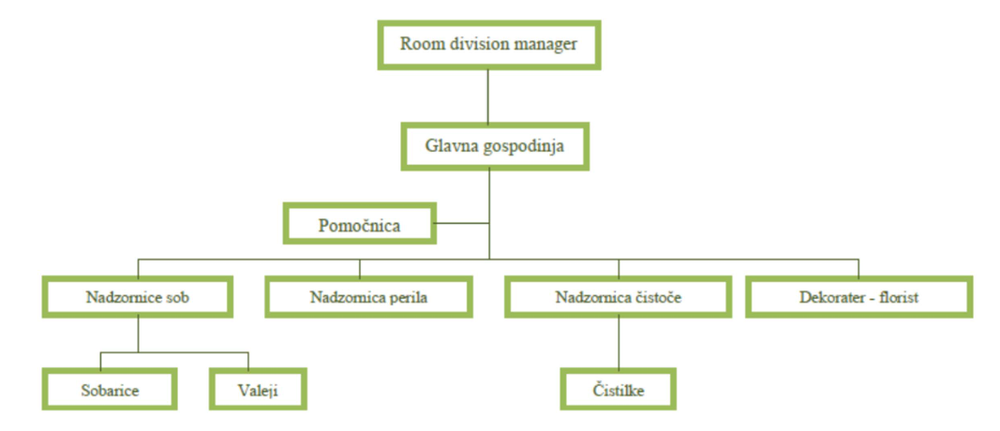 Room division manager
Glavna gospodinja
Pomočnica
Nadzornice sob
Nadzornica perila
Nadzornica čistoče
Dekorater - florist
Sobarice
Valeji
Čistilke